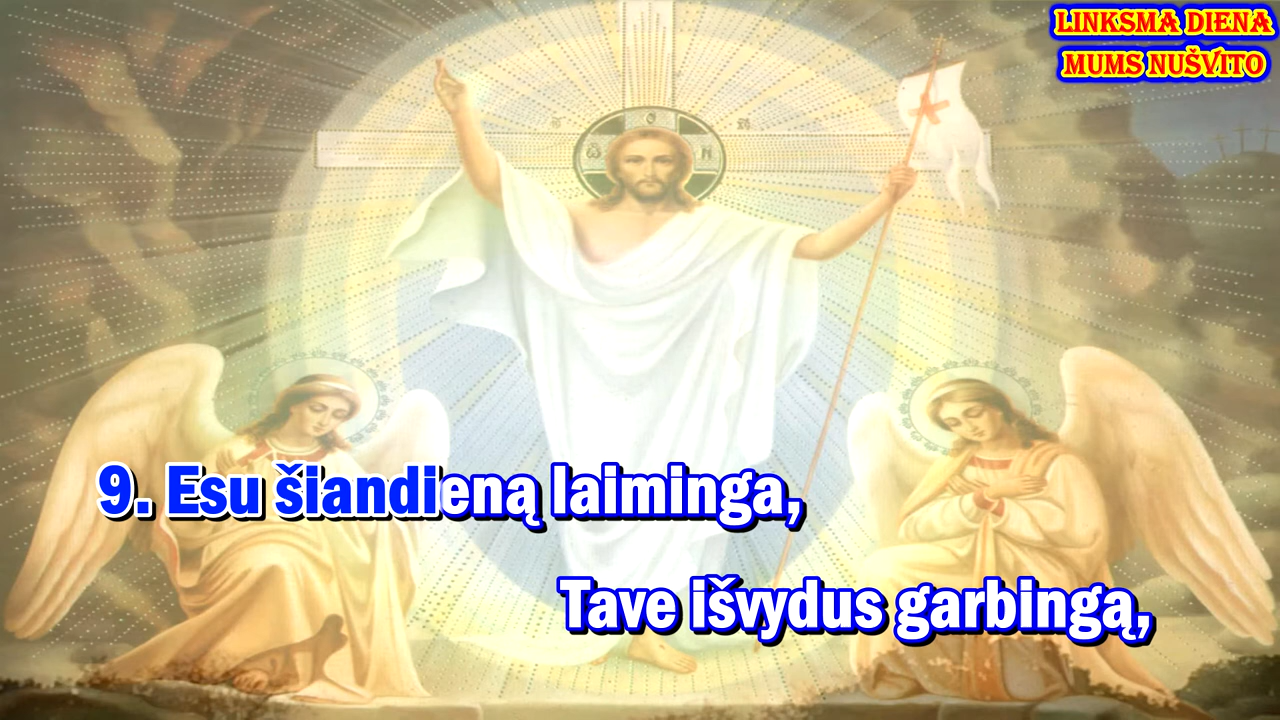 LINKSMA DIENA
MUMS NUŠVITO
9. Esu šiandieną laiminga,
Tave išvydus garbingą,